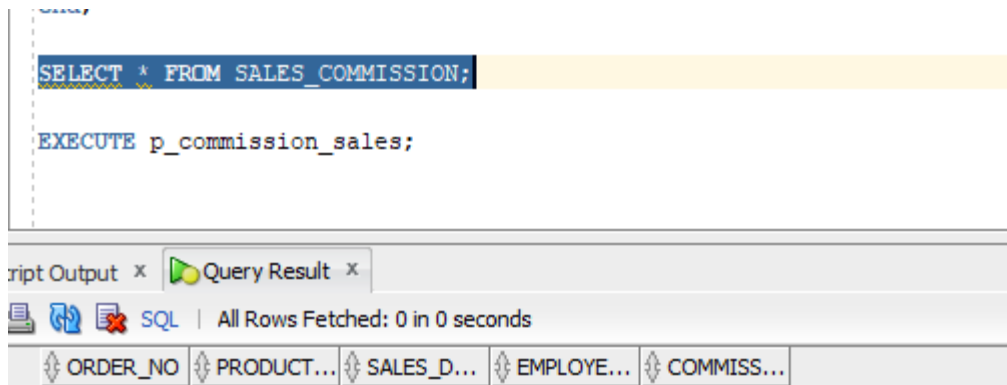 end;
SELECT * FROM SALES_COMMISSION;
EXECUTE p_commission_sales;
ript Output x Query Result x
SQL | All Rows Fetched: 0 in 0 seconds
ORDER_NO PRODUCT... SALES_D... EMPLOYE... COMMISS...